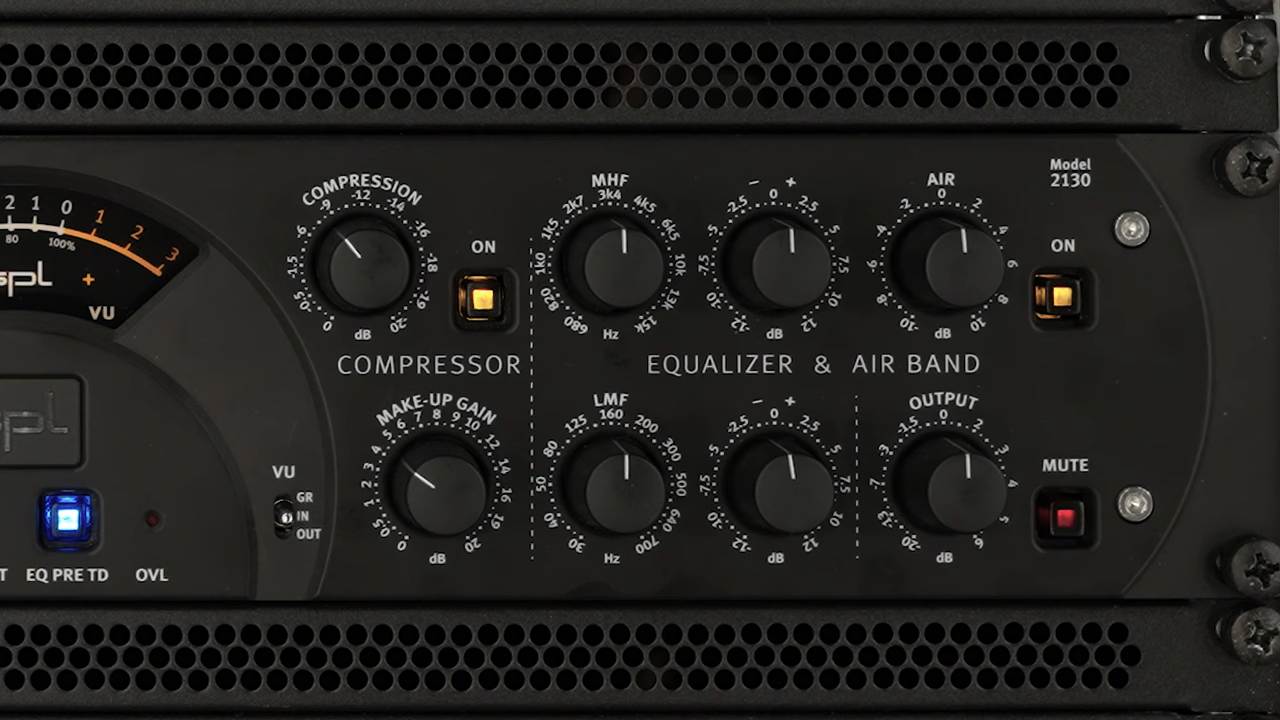 Model
2130
COMPRESSION
0 -0.5 -1.5 -6 -9 -12 -14 -16 -18 -19 -20
dB
ON
MHF
680 820 1k0 1k5 2k7 3k4 4k5 6k5 10k 13k 15k
Hz
− 0 +
-12 -10 -7.5 -5 -2.5 2.5 5 7.5 10 12
dB
AIR
-10 -8 -6 -4 -2 0 2 4 6 8 10
dB
ON
2 1 0 1 2 3
80 100%
spl +
VU
COMPRESSOR
EQUALIZER & AIR BAND
MAKE-UP GAIN
0 0.5 1 2 3 4 5 6 7 8 9 10 12 14 16 19 20
dB
LMF
30 40 50 80 125 160 200 300 500 640 700
Hz
− 0 +
-12 -10 -7.5 -5 -2.5 2.5 5 7.5 10 12
dB
OUTPUT
-20 -12 -7 -3 -1.5 0 2 3 4 5 6
dB
MUTE
spl
VU
GR
IN
OUT
T EQ PRE TD OVL